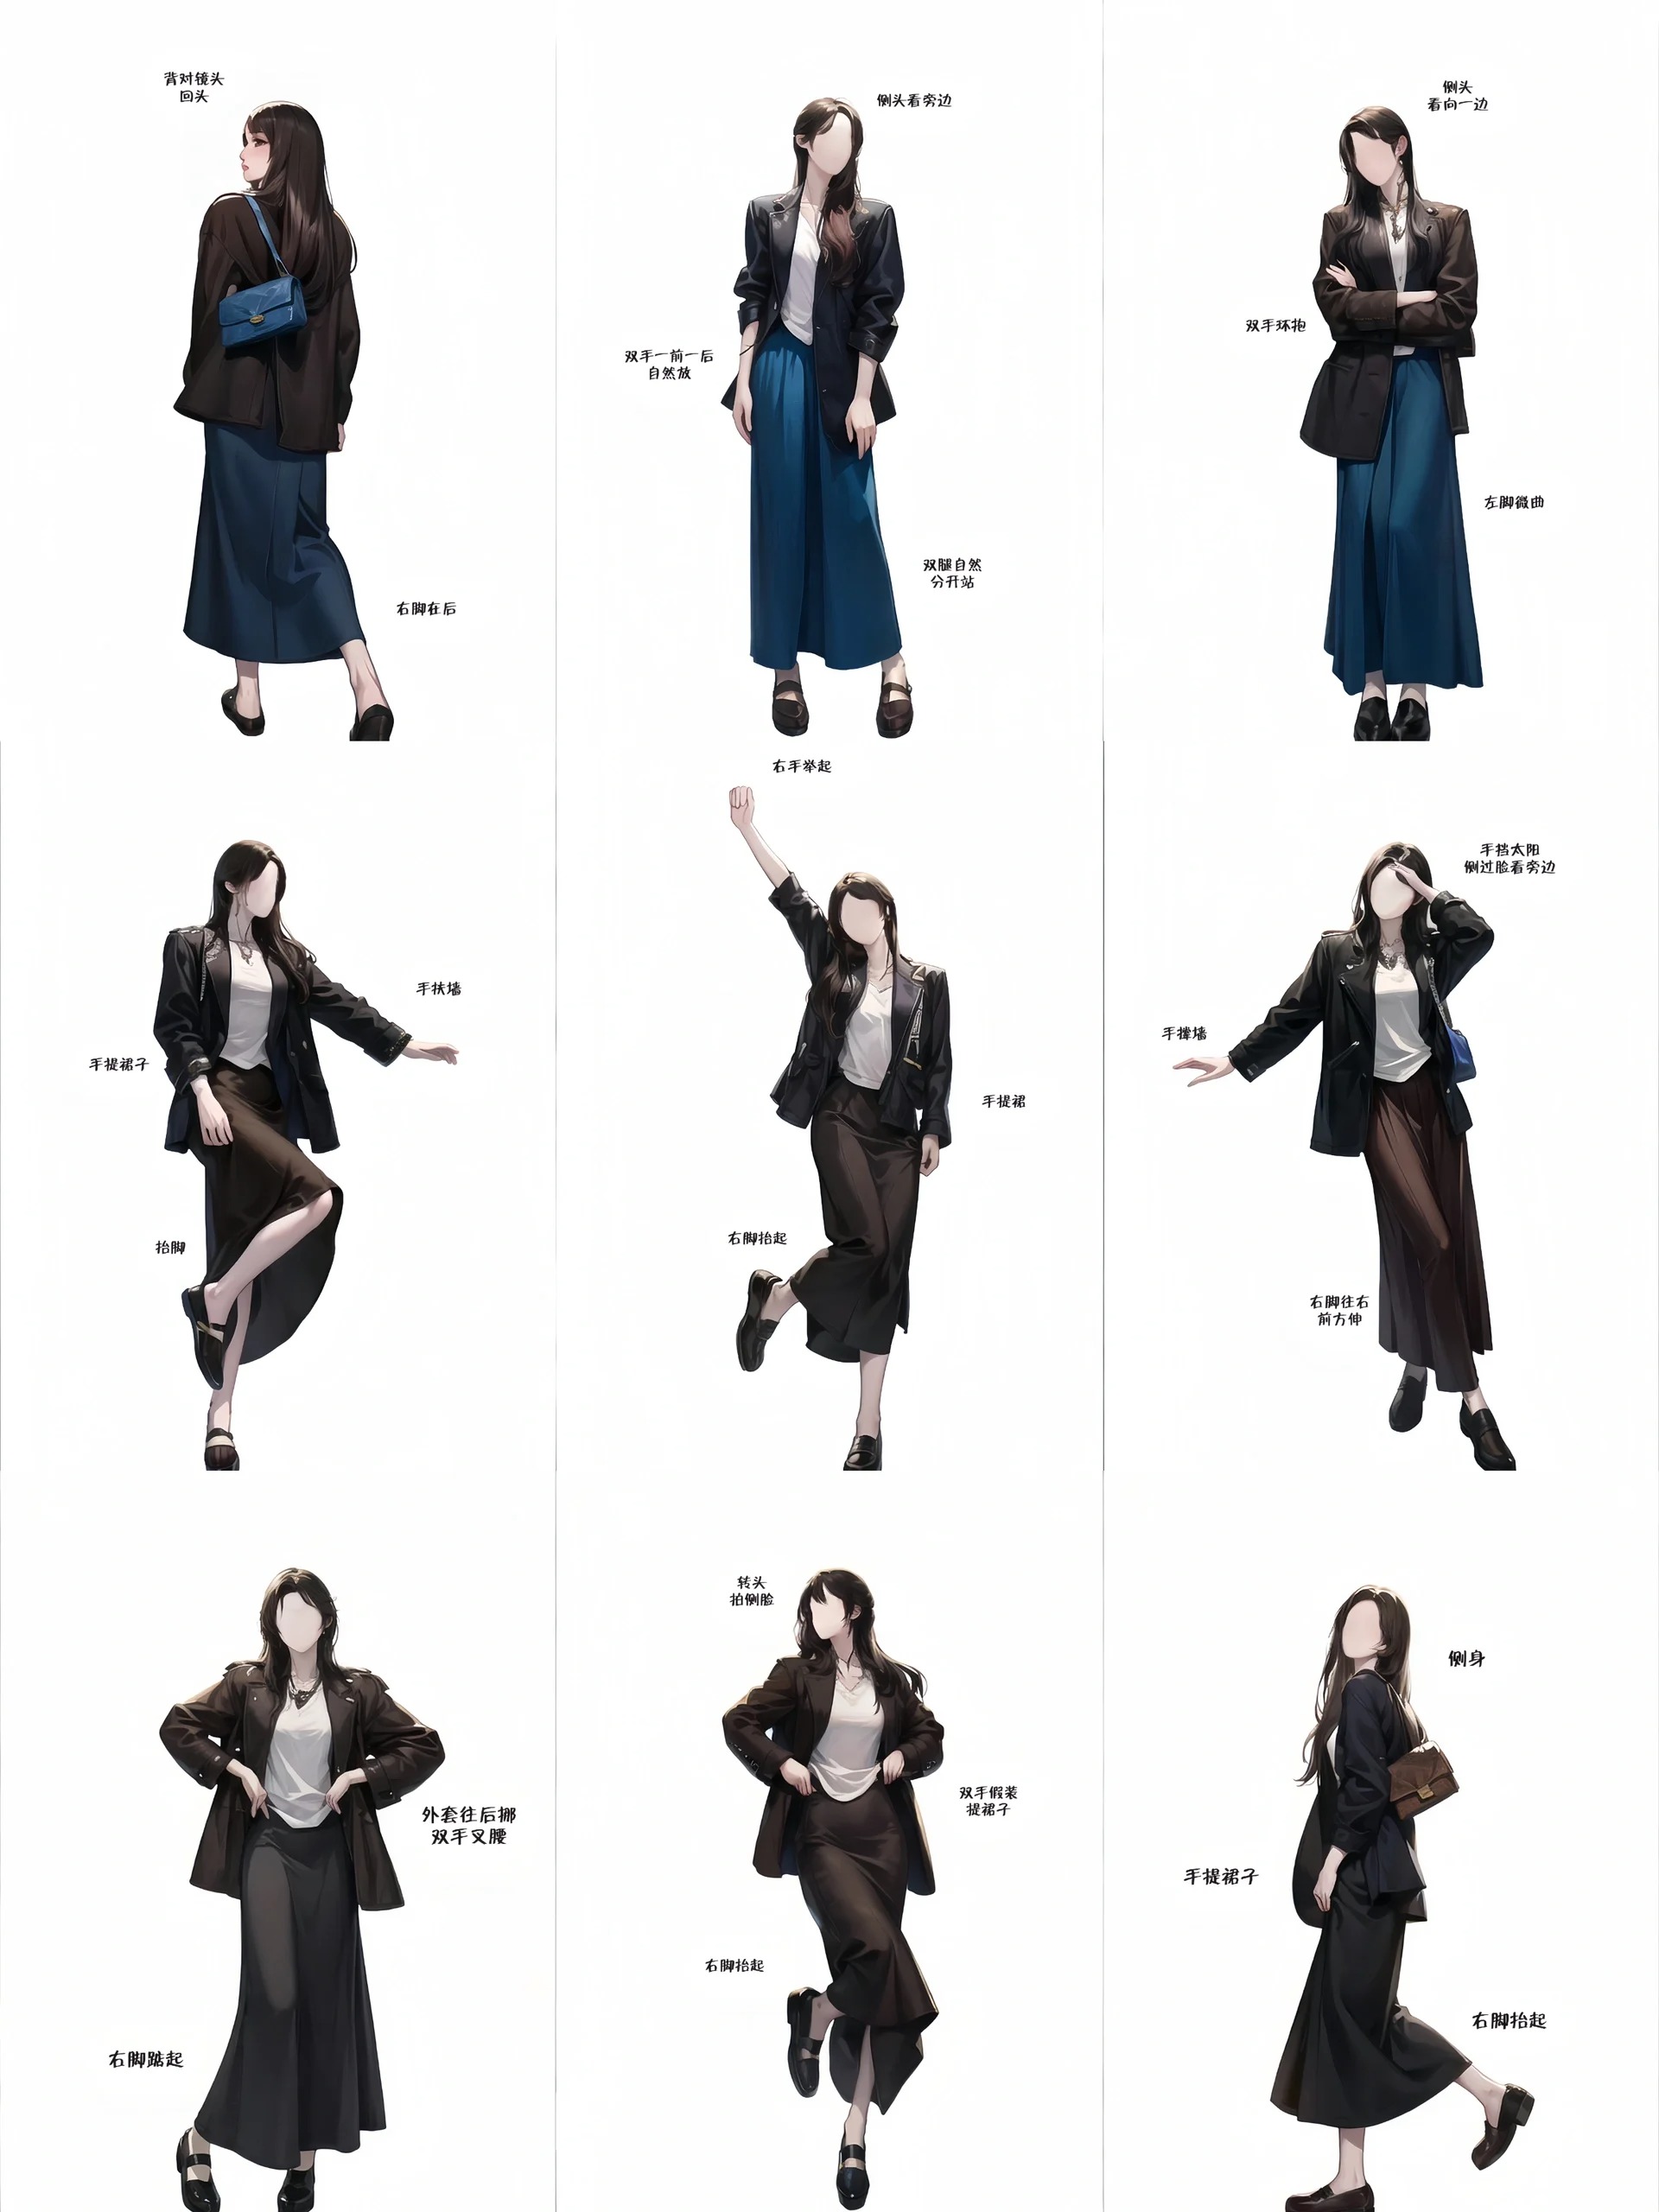 背对镜头
回头
右脚在后
侧头看旁边
双手一前一后
自然放
双腿自然
分开站
侧头
看向一边
双手环抱
左脚微曲
手扶墙
手提裙子
抬脚
右手举起
手提裙
右脚抬起
手挡太阳
侧过脸看旁边
手撑墙
右脚往右
前方伸
外套往后挪
双手叉腰
右脚踮起
转头
拍侧脸
双手假装
提裙子
右脚抬起
侧身
手提裙子
右脚抬起